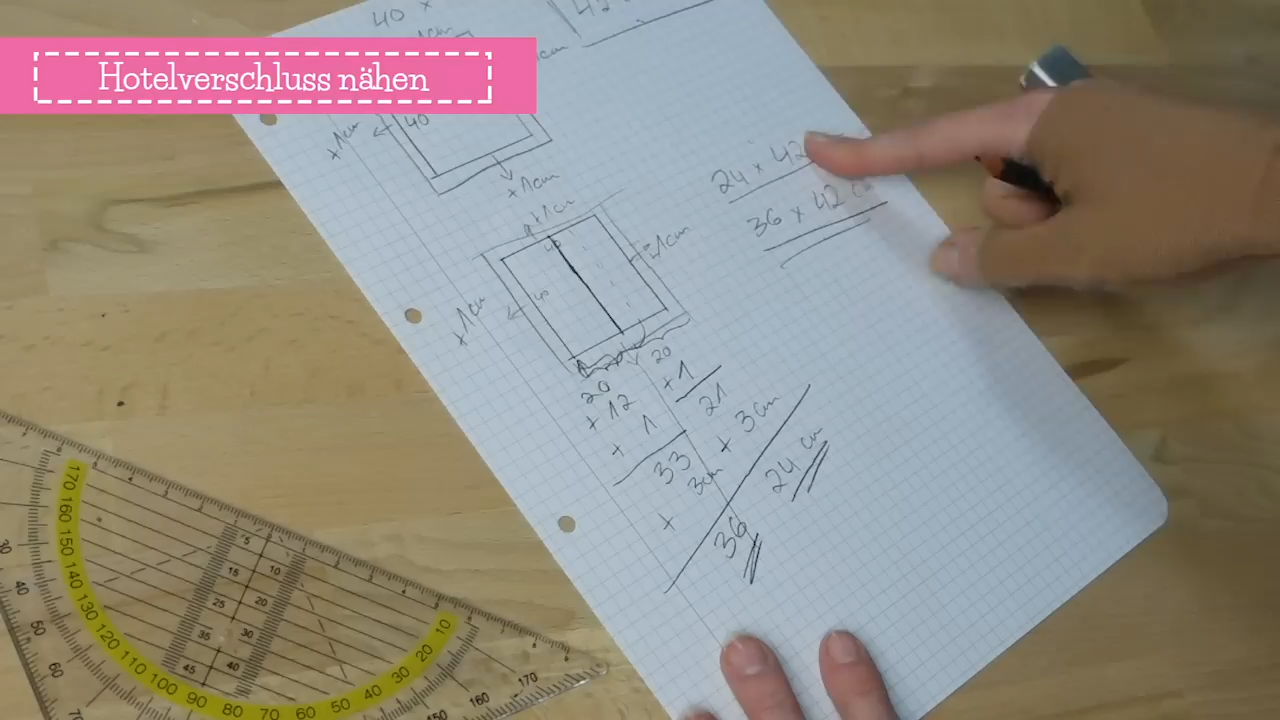 Hotelverschluss nähen
40 x
42
40
+1cm
+1cm
24 x 42
36 x 42 cm
+1cm
+1cm
+1cm
40
40
20
+ 12
+ 1
33
+ 3cm
36
20
+1
21
+ 3cm
24 cm